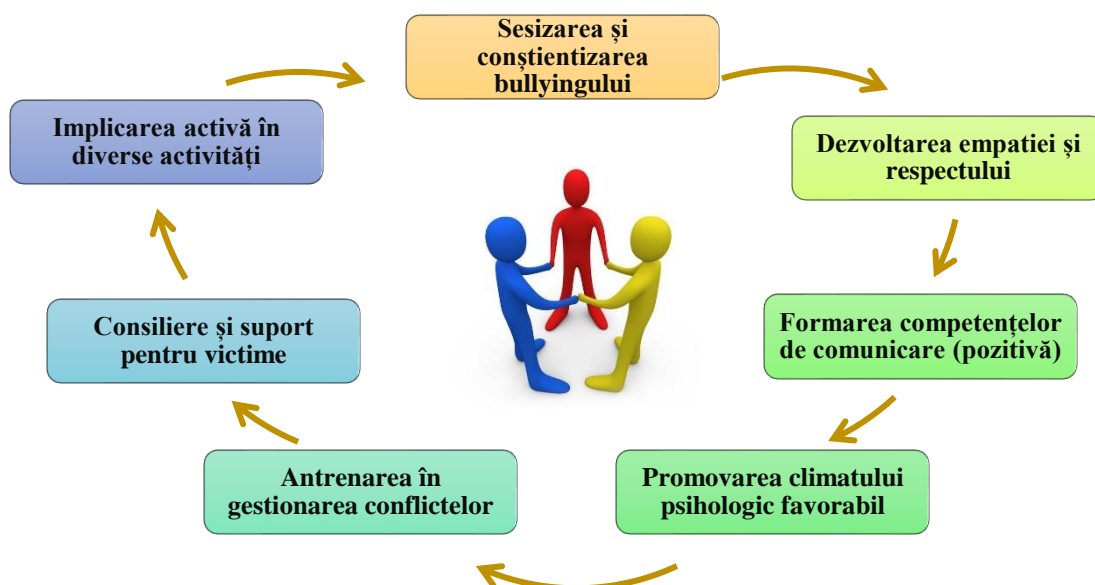 Sesizarea și
conștientizarea
bullyingului
Dezvoltarea empatiei și
respectului
Formarea competențelor
de comunicare (pozitivă)
Promovarea climatului
psihologic favorabil
Antrenarea în
gestionarea conflictelor
Consiliere și suport
pentru victime
Implicarea activă în
diverse activități